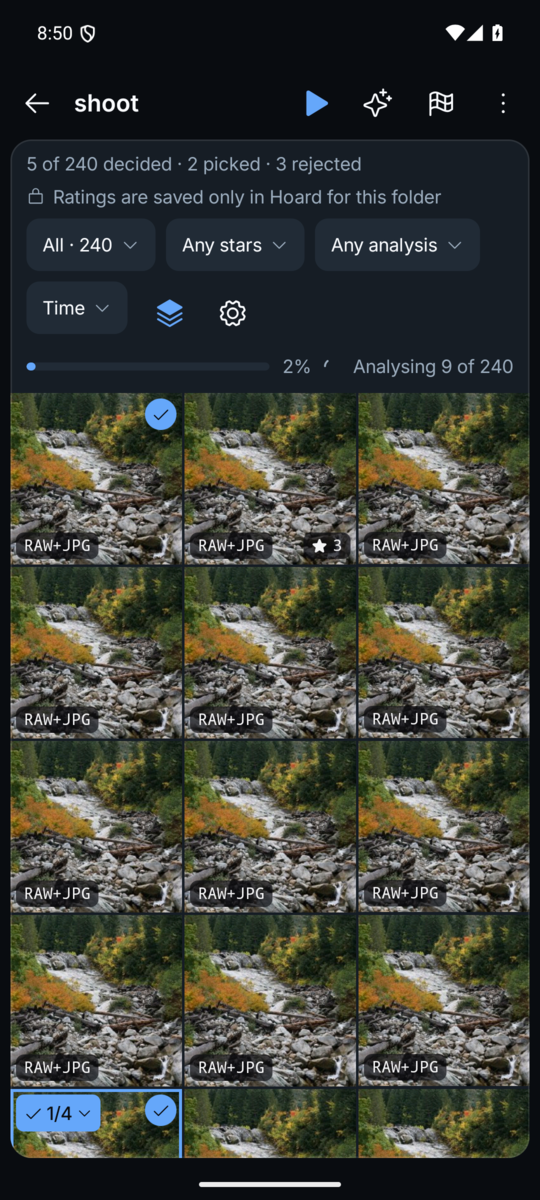 8:50
shoot
5 of 240 decided · 2 picked · 3 rejected
Ratings are saved only in Hoard for this folder
All · 240
Any stars
Any analysis
Time
2%
Analysing 9 of 240
RAW+JPG
RAW+JPG
3
RAW+JPG
RAW+JPG
RAW+JPG
RAW+JPG
RAW+JPG
RAW+JPG
RAW+JPG
RAW+JPG
RAW+JPG
RAW+JPG
1/4